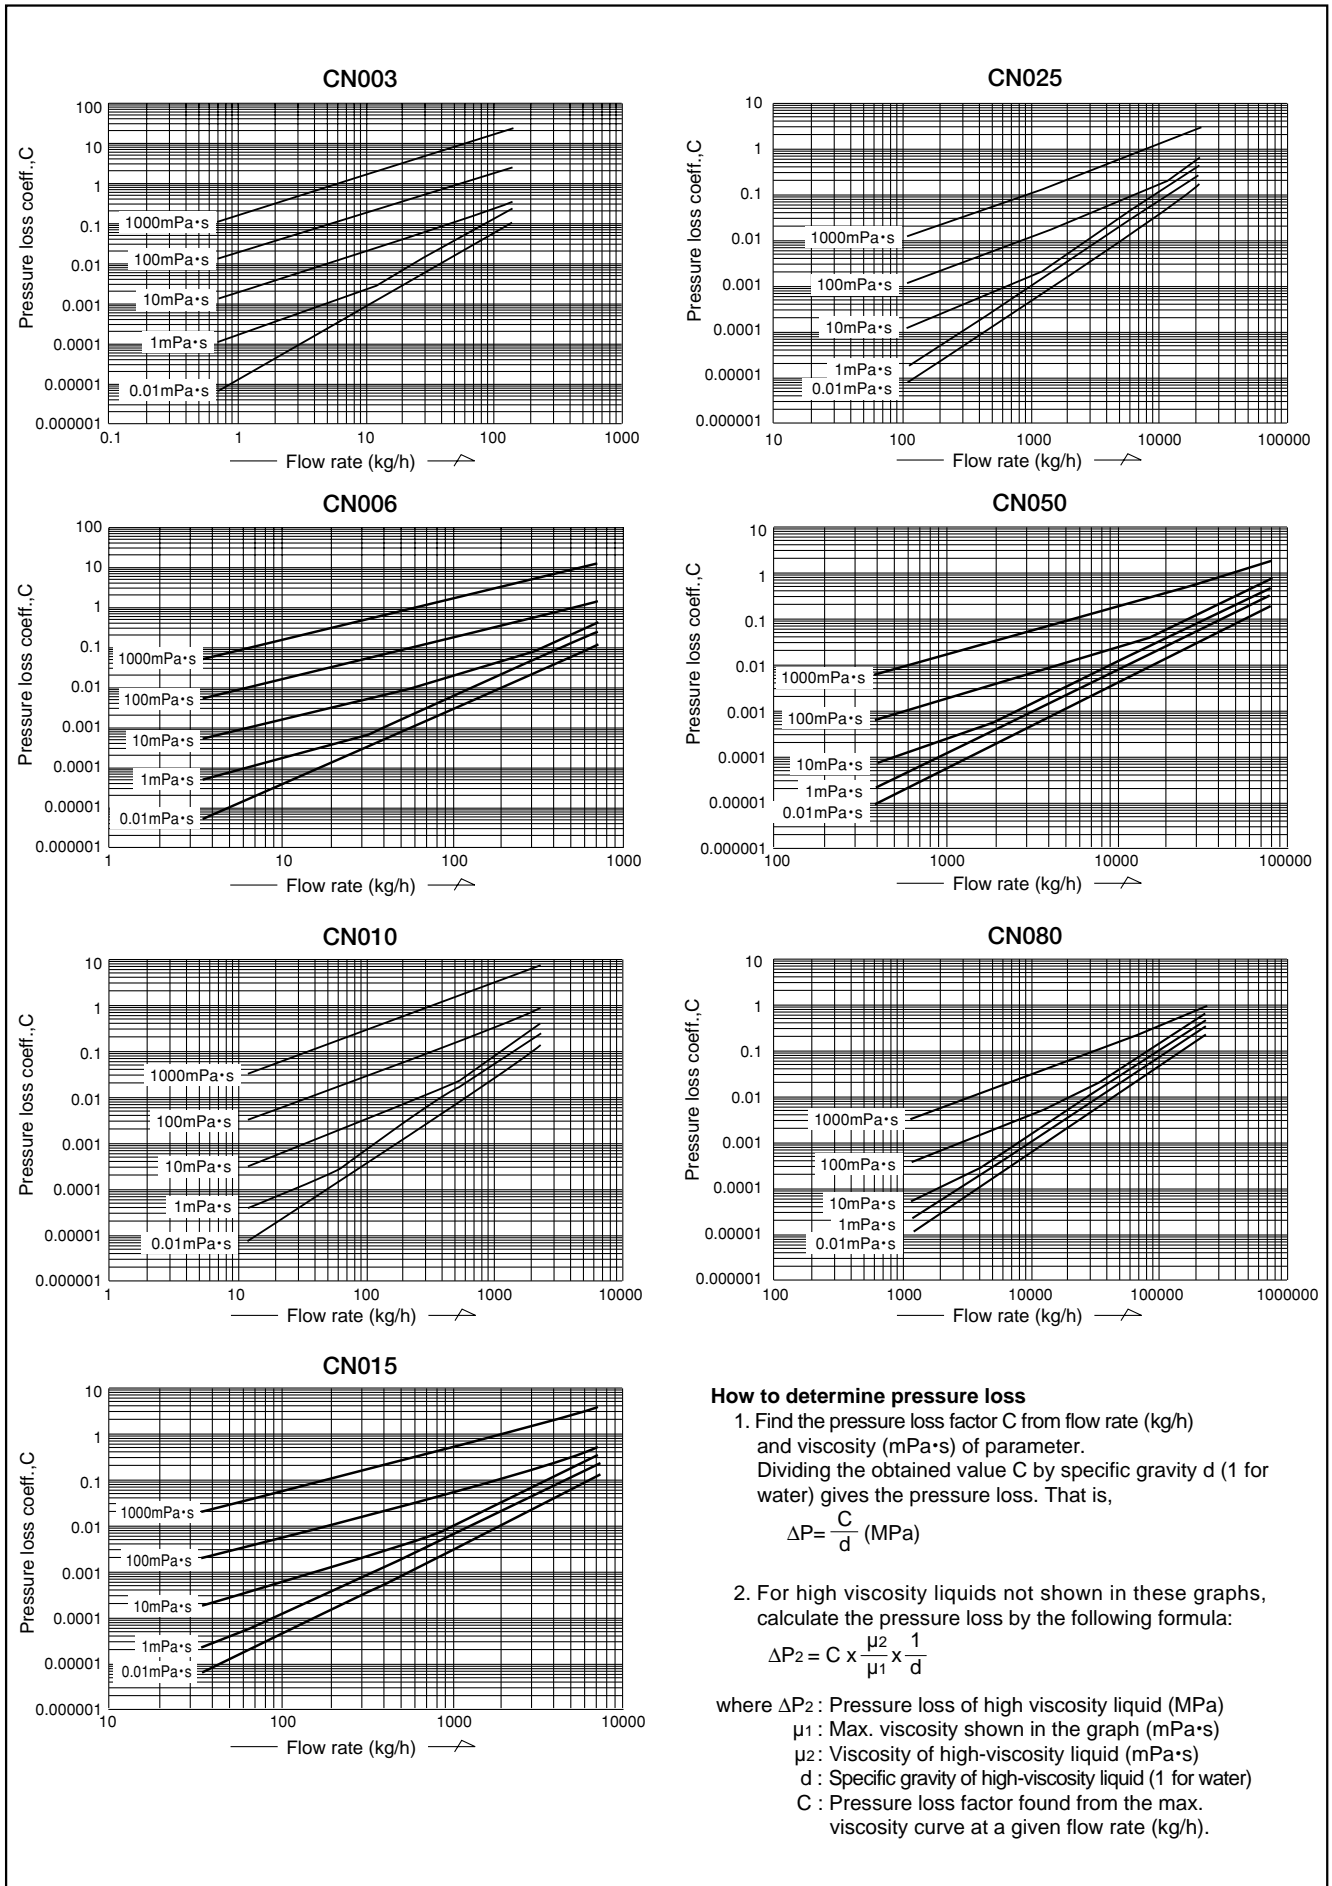 CN003
Pressure loss coeff.,C
100
10
1
0.1
0.01
0.001
0.0001
0.00001
0.000001
1000mPa•s
100mPa•s
10mPa•s
1mPa•s
0.01mPa•s
0.1 1 10 100 1000
Flow rate (kg/h)
CN025
Pressure loss coeff.,C
10
1
0.1
0.01
0.001
0.0001
0.00001
0.000001
1000mPa•s
100mPa•s
10mPa•s
1mPa•s
0.01mPa•s
10 100 1000 10000 100000
Flow rate (kg/h)
CN006
Pressure loss coeff.,C
100
10
1
0.1
0.01
0.001
0.0001
0.00001
0.000001
1000mPa•s
100mPa•s
10mPa•s
1mPa•s
0.01mPa•s
1 10 100 1000
Flow rate (kg/h)
CN050
Pressure loss coeff.,C
10
1
0.1
0.01
0.001
0.0001
0.00001
0.000001
1000mPa•s
100mPa•s
10mPa•s
1mPa•s
0.01mPa•s
100 1000 10000 100000
Flow rate (kg/h)
CN010
Pressure loss coeff.,C
10
1
0.1
0.01
0.001
0.0001
0.00001
0.000001
1000mPa•s
100mPa•s
10mPa•s
1mPa•s
0.01mPa•s
1 10 100 1000 10000
Flow rate (kg/h)
CN080
Pressure loss coeff.,C
10
1
0.1
0.01
0.001
0.0001
0.00001
0.000001
1000mPa•s
100mPa•s
10mPa•s
1mPa•s
0.01mPa•s
100 1000 10000 100000 1000000
Flow rate (kg/h)
CN015
Pressure loss coeff.,C
10
1
0.1
0.01
0.001
0.0001
0.00001
0.000001
1000mPa•s
100mPa•s
10mPa•s
1mPa•s
0.01mPa•s
10 100 1000 10000
Flow rate (kg/h)
How to determine pressure loss
1. Find the pressure loss factor C from flow rate (kg/h)
and viscosity (mPa•s) of parameter.
Dividing the obtained value C by specific gravity d (1 for
water) gives the pressure loss. That is,
ΔP= C/d (MPa)
2. For high viscosity liquids not shown in these graphs,
calculate the pressure loss by the following formula:
ΔP2 = C x µ2/µ1 x 1/d
where ΔP2 : Pressure loss of high viscosity liquid (MPa)
µ1 : Max. viscosity shown in the graph (mPa•s)
µ2 : Viscosity of high-viscosity liquid (mPa•s)
d : Specific gravity of high-viscosity liquid (1 for water)
C : Pressure loss factor found from the max.
viscosity curve at a given flow rate (kg/h).